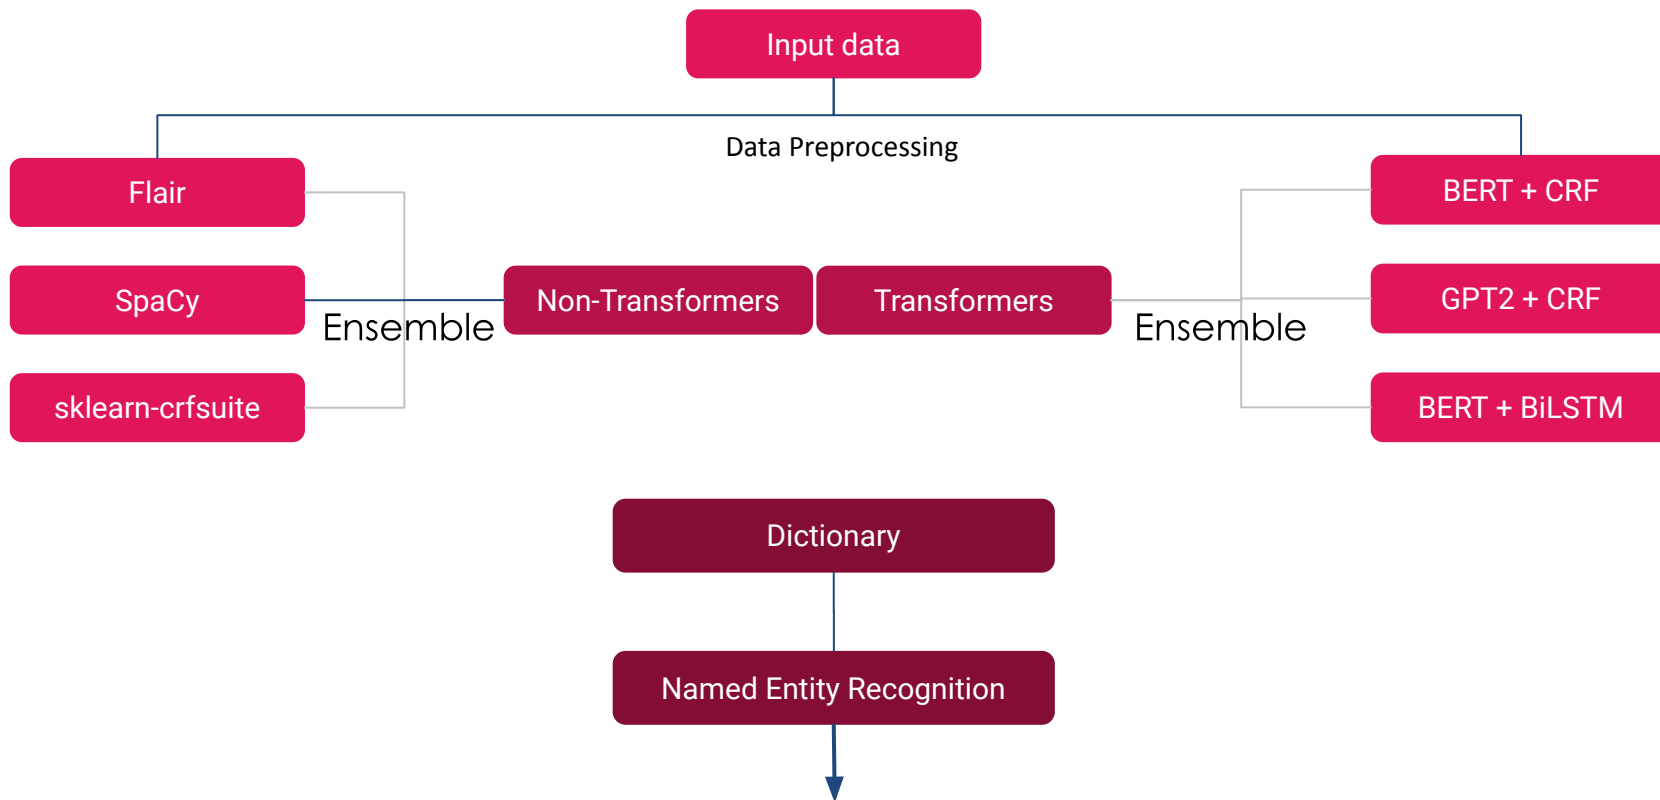 Input data
Data Preprocessing
Flair
BERT + CRF
SpaCy
Non-Transformers
Transformers
GPT2 + CRF
Ensemble
Ensemble
sklearn-crfsuite
BERT + BiLSTM
Dictionary
Named Entity Recognition